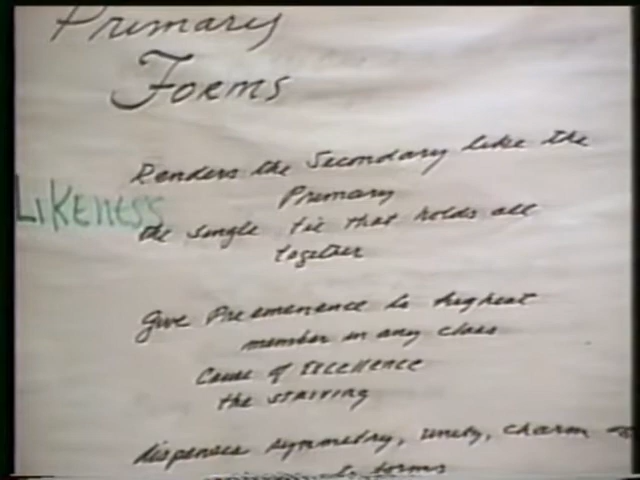 Primary
Forms
Renders the Secondary like the
Primary
LIKENESS
the single tie that holds all
together
Give Preemenence to highest
member in any class
Cause of Excellence
the striving
dispenses symmetry, unity, charm
to forms